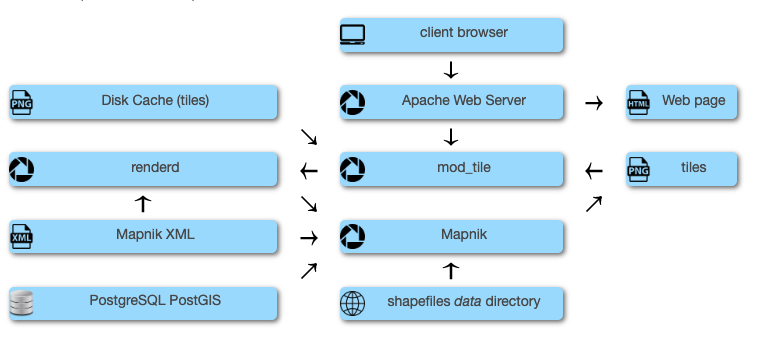 client browser
PNG
Disk Cache (tiles)
Apache Web Server
HTML
Web page
renderd
mod_tile
PNG
tiles
XML
Mapnik XML
Mapnik
PostgreSQL PostGIS
shapefiles data directory